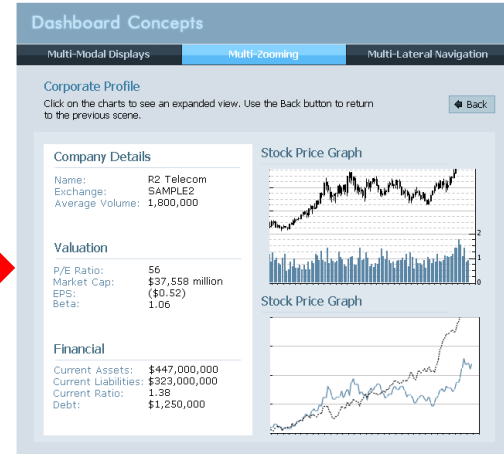 Dashboard Concepts
Multi-Modal Displays Multi-Zooming Multi-Lateral Navigation
Corporate Profile
Click on the charts to see an expanded view. Use the Back button to return
to the previous scene.
Back
Company Details
Name: R2 Telecom
Exchange: SAMPLE2
Average Volume: 1,800,000
Valuation
P/E Ratio: 56
Market Cap: $37,558 million
EPS: ($0.52)
Beta: 1.06
Financial
Current Assets: $447,000,000
Current Liabilities: $323,000,000
Current Ratio: 1.38
Debt: $1,250,000
Stock Price Graph
2
1
0
Stock Price Graph